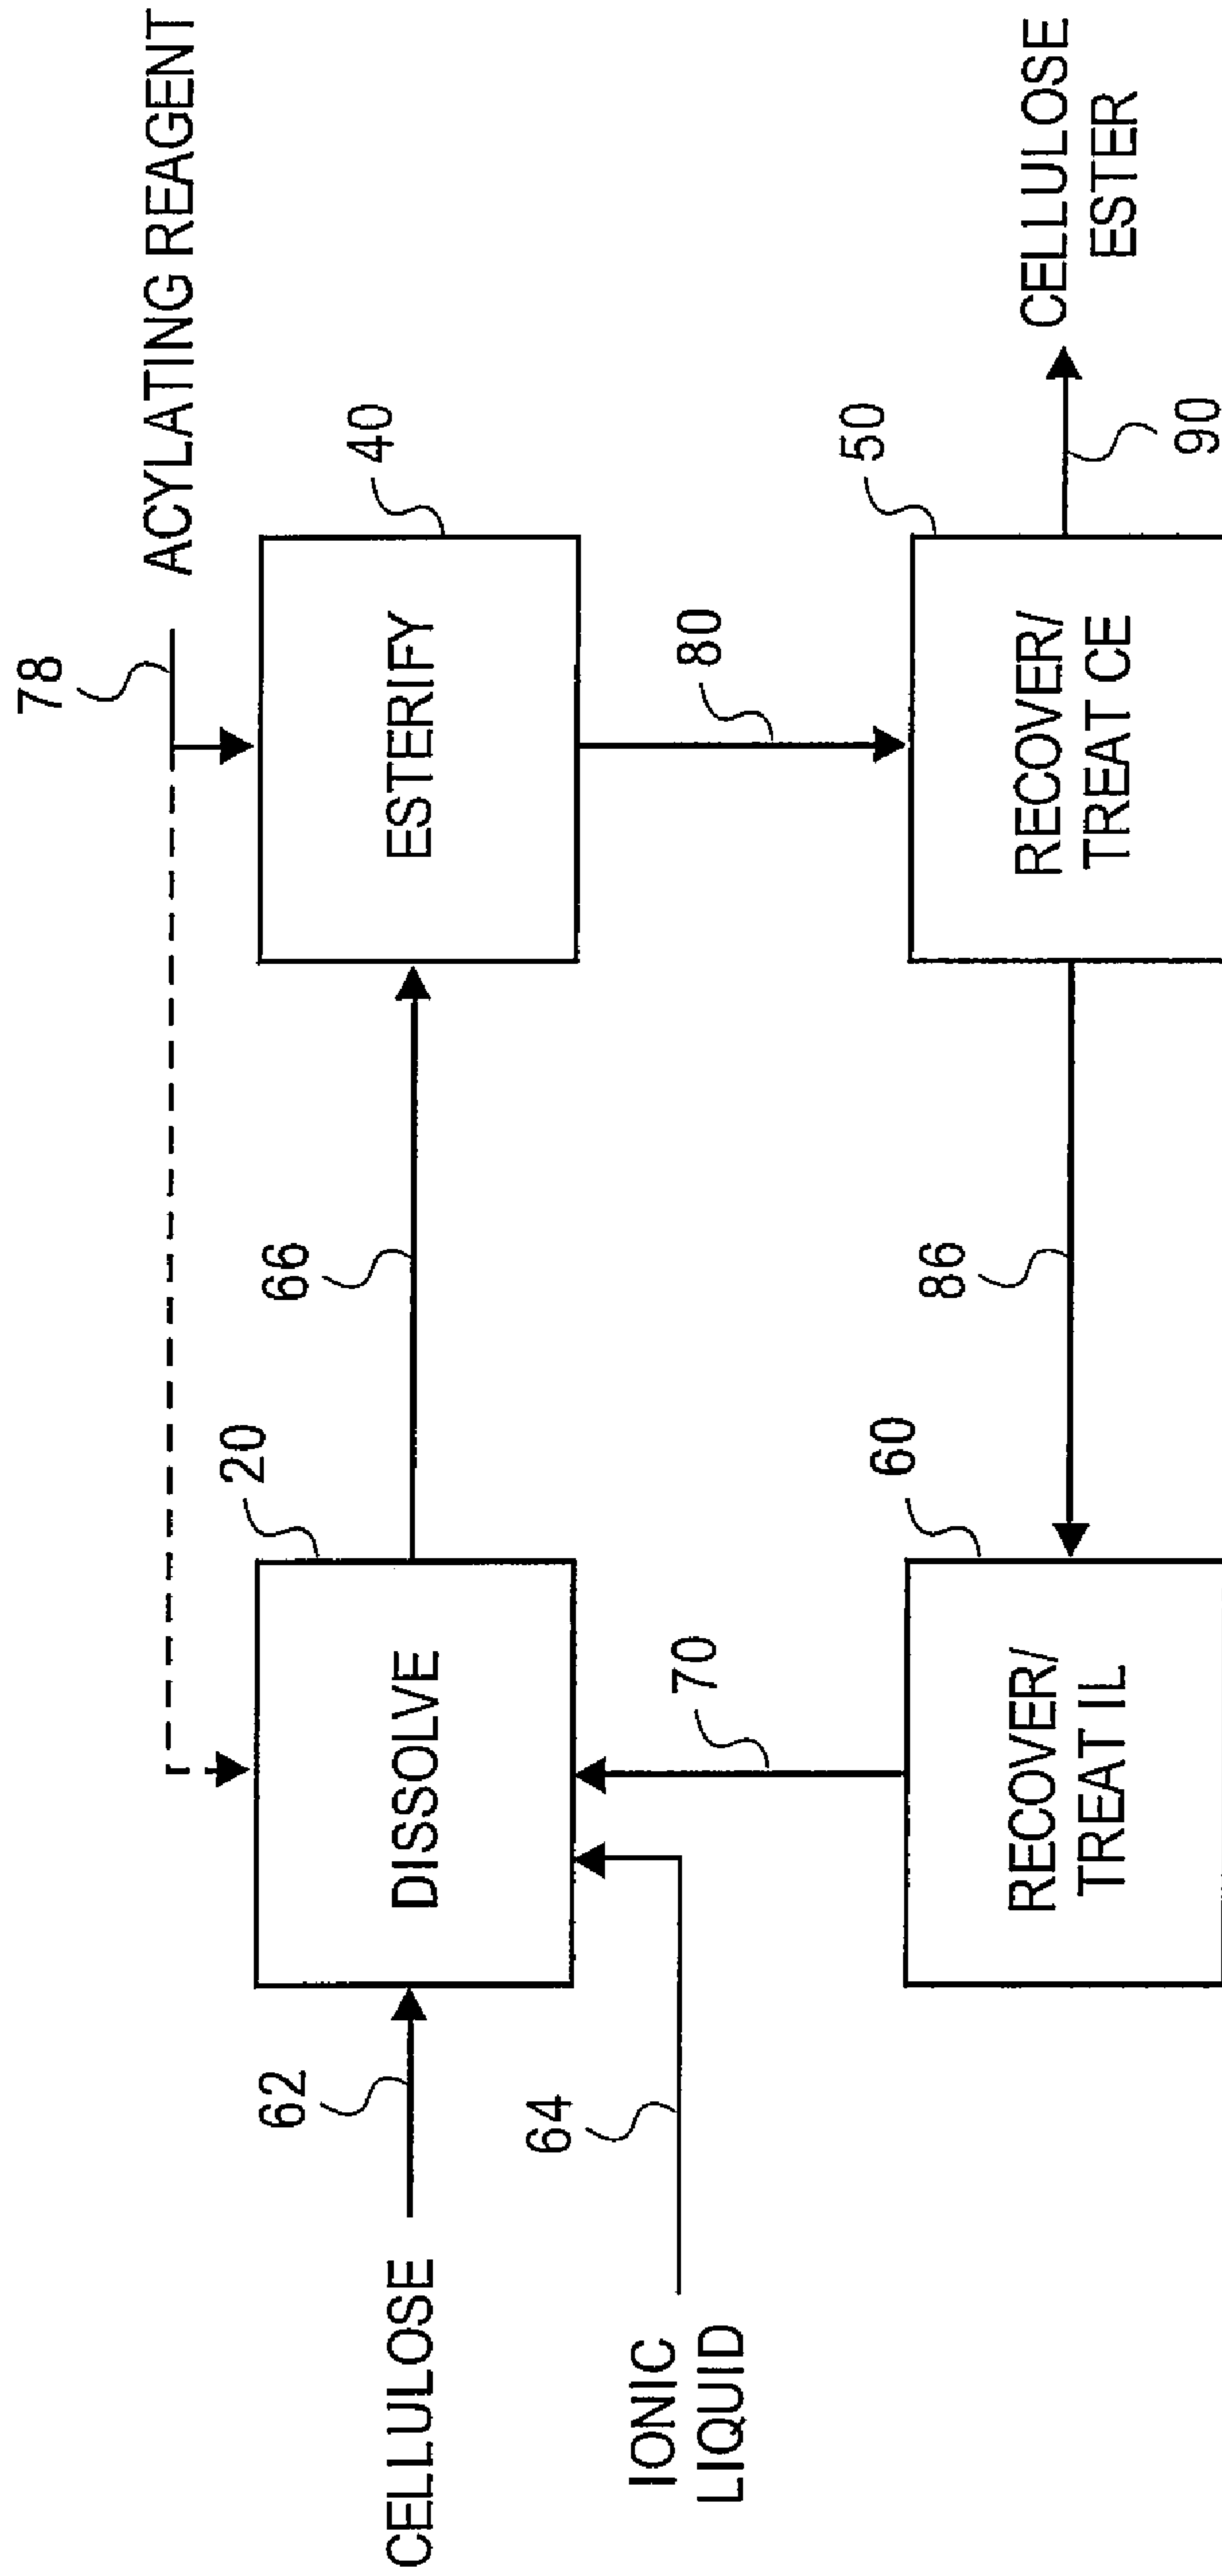 78
ACYLATING REAGENT
20
66
40
CELLULOSE
62
DISSOLVE
ESTERIFY
IONIC
LIQUID
64
70
80
60
86
50
RECOVER/
TREAT IL
RECOVER/
TREAT CE
CELLULOSE
ESTER
90